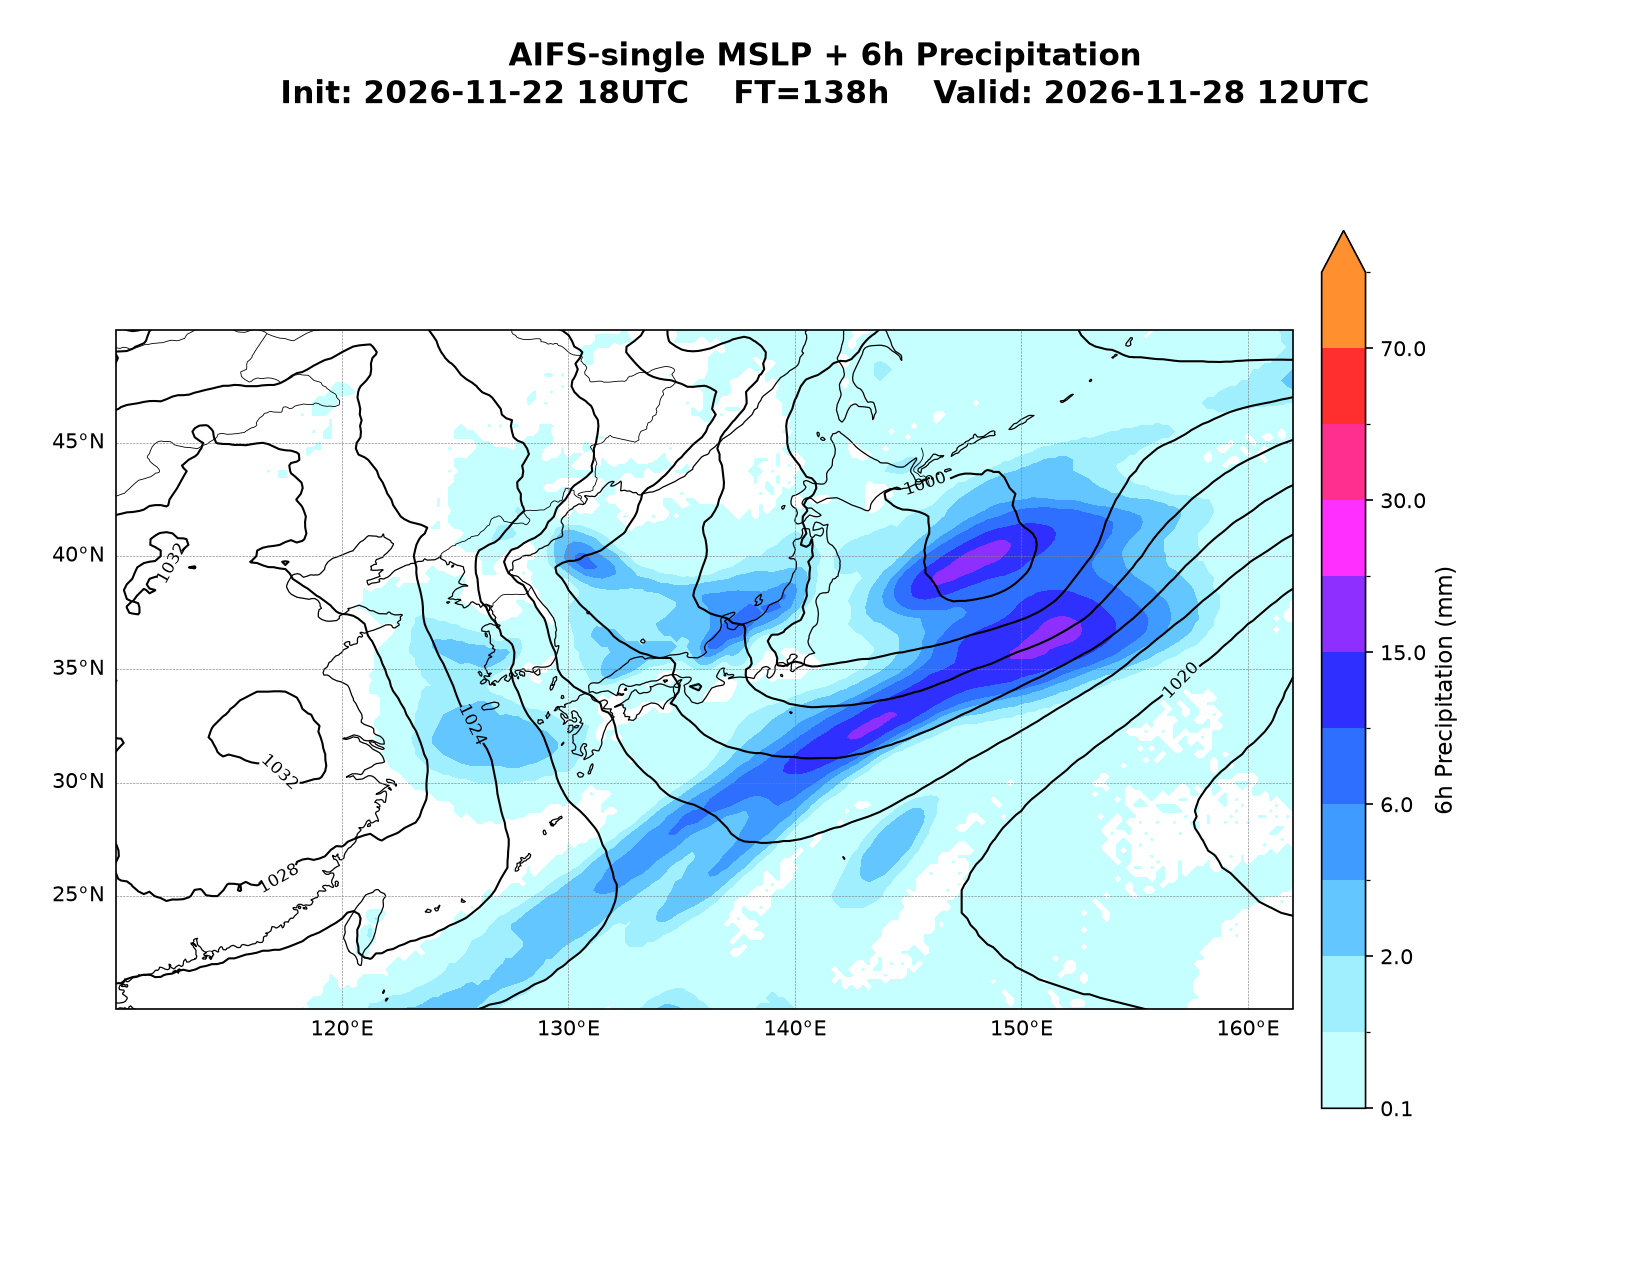 AIFS-single MSLP + 6h Precipitation
Init: 2026-11-22 18UTC    FT=138h    Valid: 2026-11-28 12UTC
70.0
45°N
1000
30.0
40°N
1032
15.0
6h Precipitation (mm)
35°N
1020
1024
30°N
1032
6.0
1028
25°N
2.0
120°E
130°E
140°E
150°E
160°E
0.1